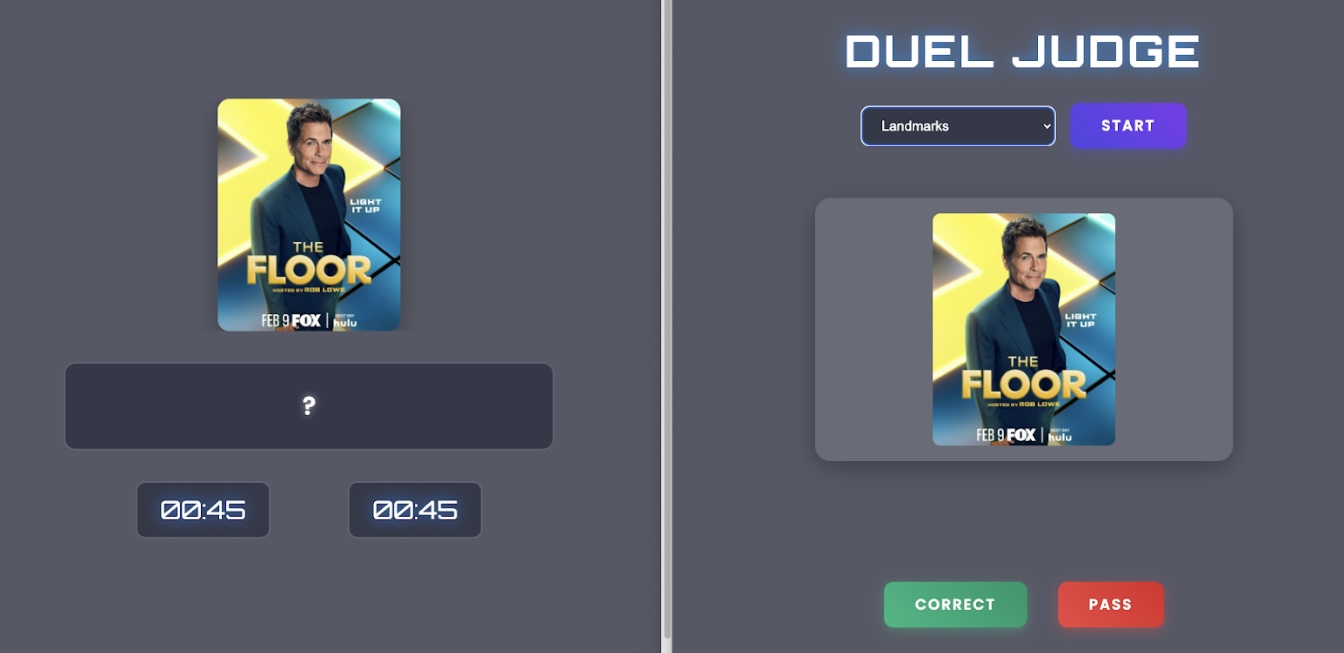 LIGHT
IT UP
THE
FLOOR
HOSTED BY ROB LOWE
FEB 9 FOX | NEXT DAY hulu
?
00:45 00:45
DUEL JUDGE
Landmarks START
LIGHT
IT UP
THE
FLOOR
HOSTED BY ROB LOWE
FEB 9 FOX | NEXT DAY hulu
CORRECT PASS